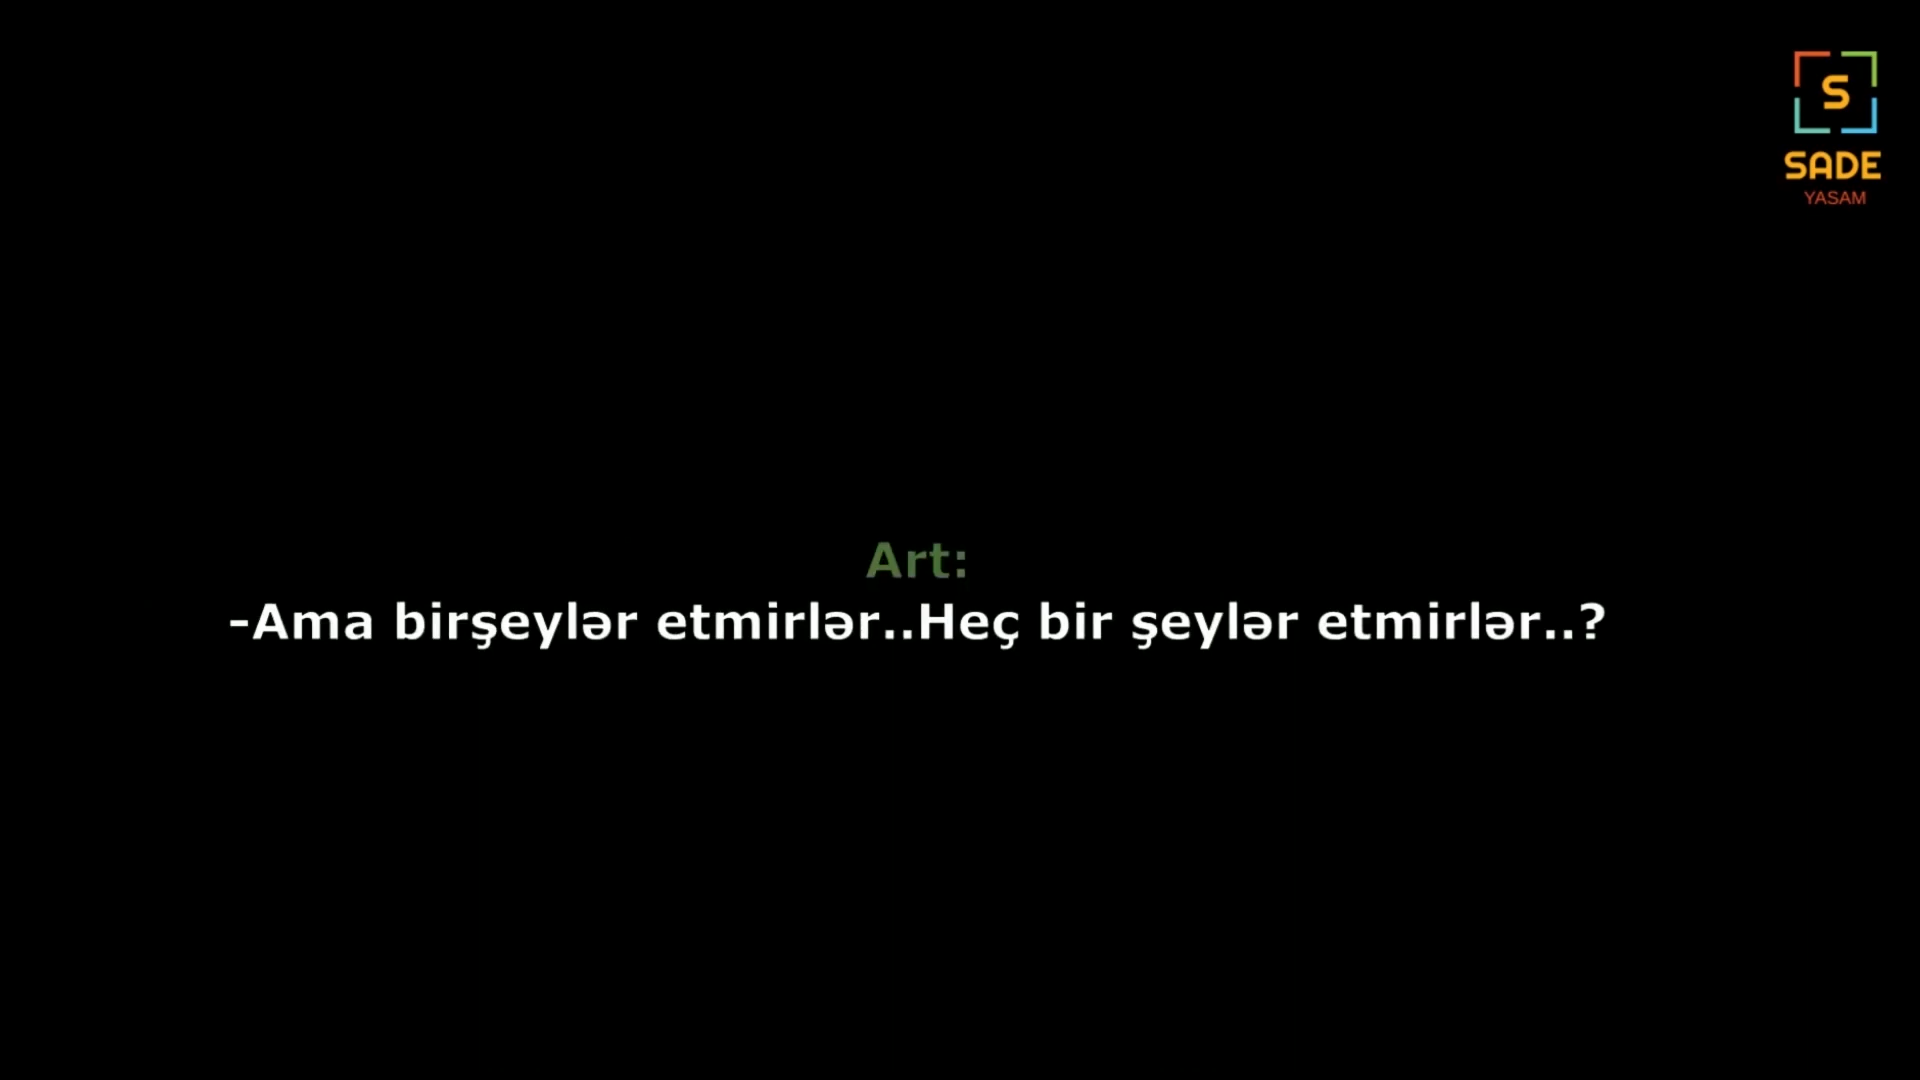 S
SADE
YASAM
Art:
-Ama birşeylər etmirlər..Heç bir şeylər etmirlər..?